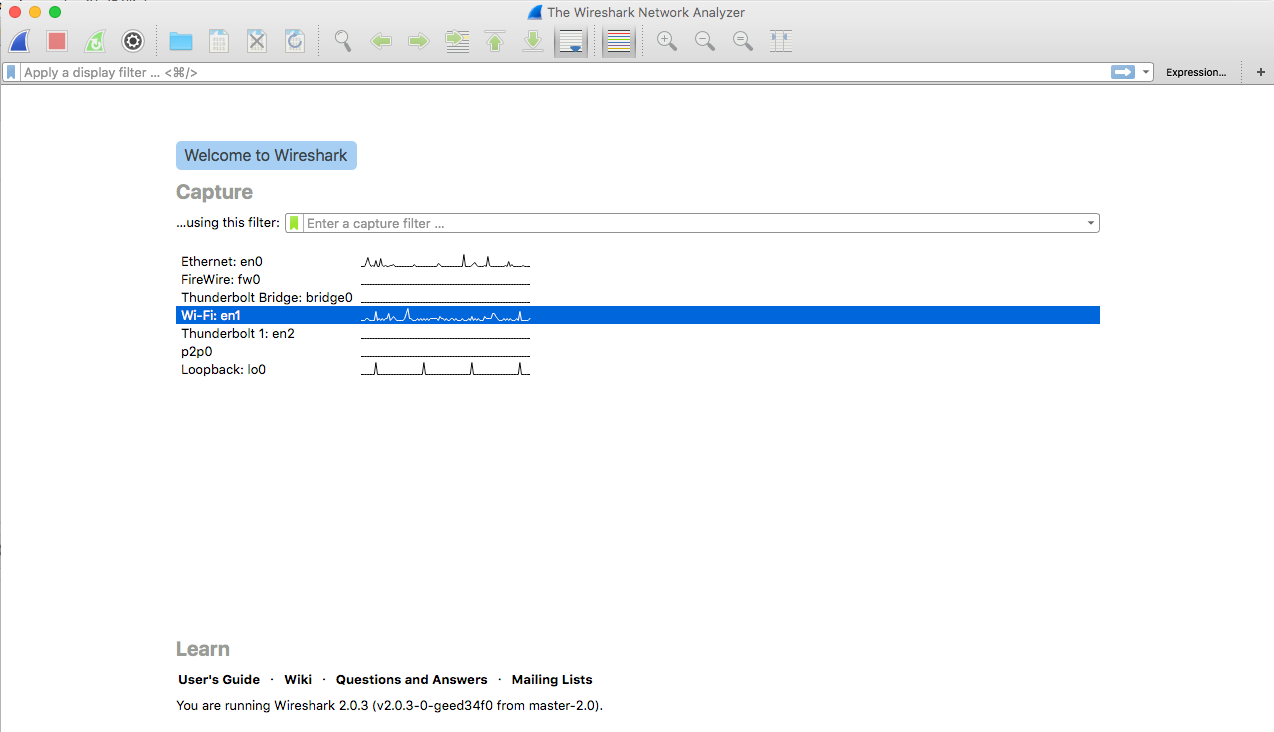 The Wireshark Network Analyzer
Apply a display filter ... <⌘/>
Expression...
+
Welcome to Wireshark
Capture
...using this filter: Enter a capture filter ...
Ethernet: en0
FireWire: fw0
Thunderbolt Bridge: bridge0
Wi-Fi: en1
Thunderbolt 1: en2
p2p0
Loopback: lo0
Learn
User's Guide · Wiki · Questions and Answers · Mailing Lists
You are running Wireshark 2.0.3 (v2.0.3-0-geed34f0 from master-2.0).